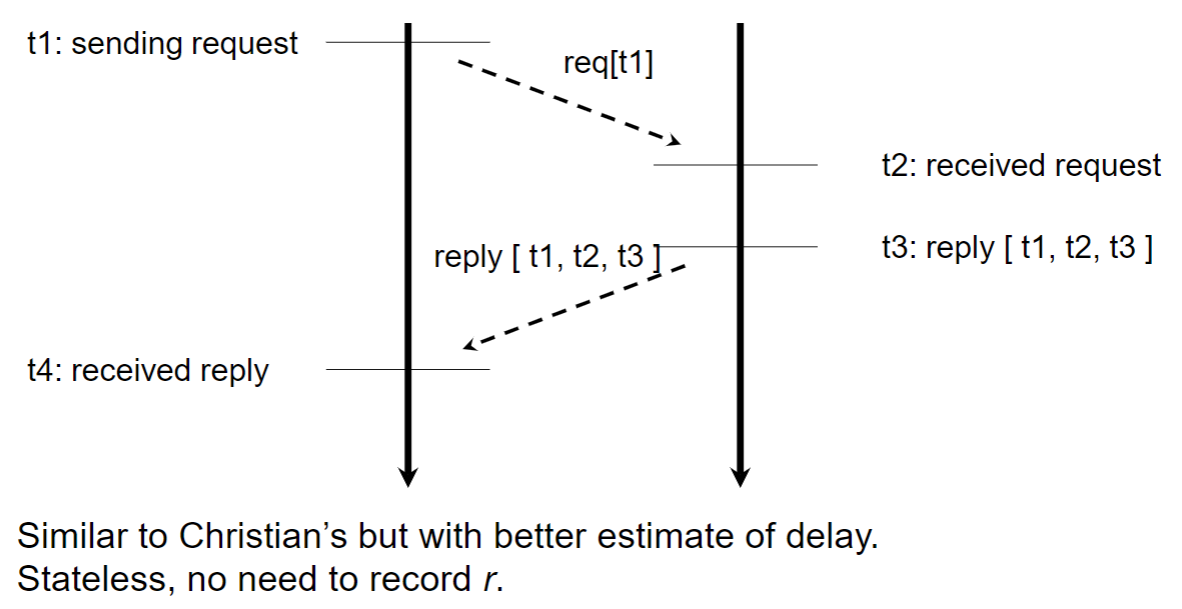 t1: sending request
req[t1]
t2: received request
t3: reply [ t1, t2, t3 ]
reply [ t1, t2, t3 ]
t4: received reply
Similar to Christian’s but with better estimate of delay.
Stateless, no need to record r.